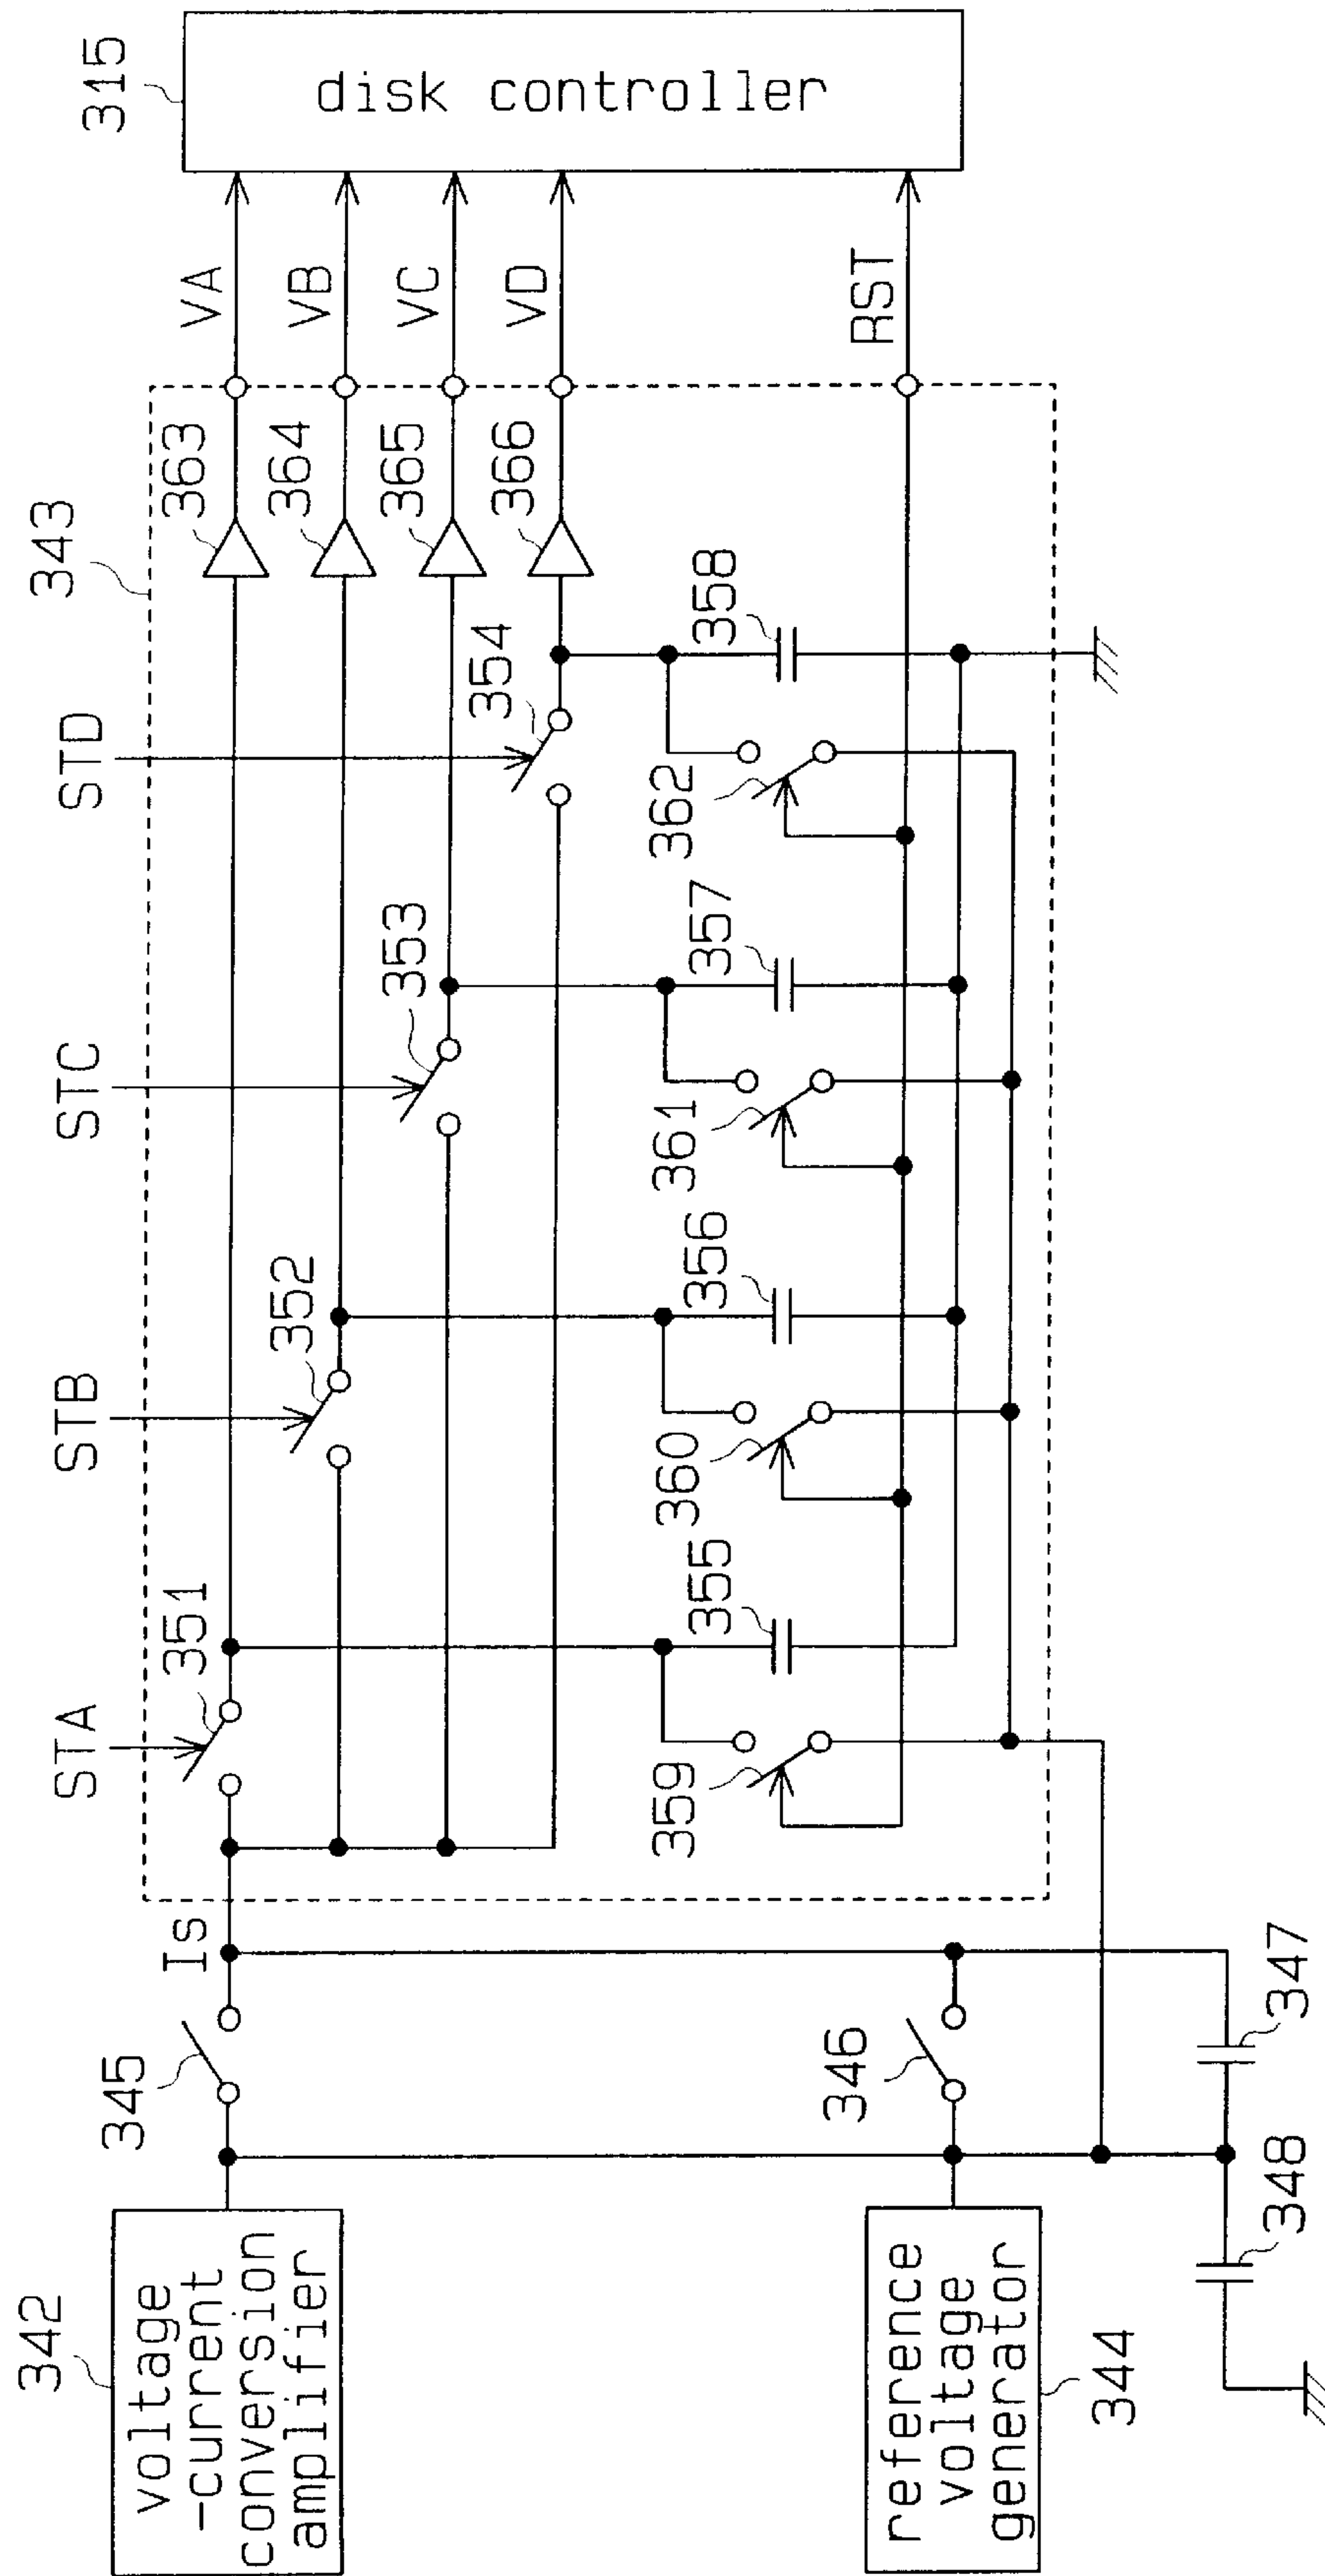 STA
STB
STC
STD
343
342
voltage
-current
conversion
amplifier
345
Is
351
352
353
354
363
364
365
366
VA
VB
VC
VD
315
disk controller
359
355
360
356
361
357
362
358
RST
346
reference
voltage
generator
344
348
347